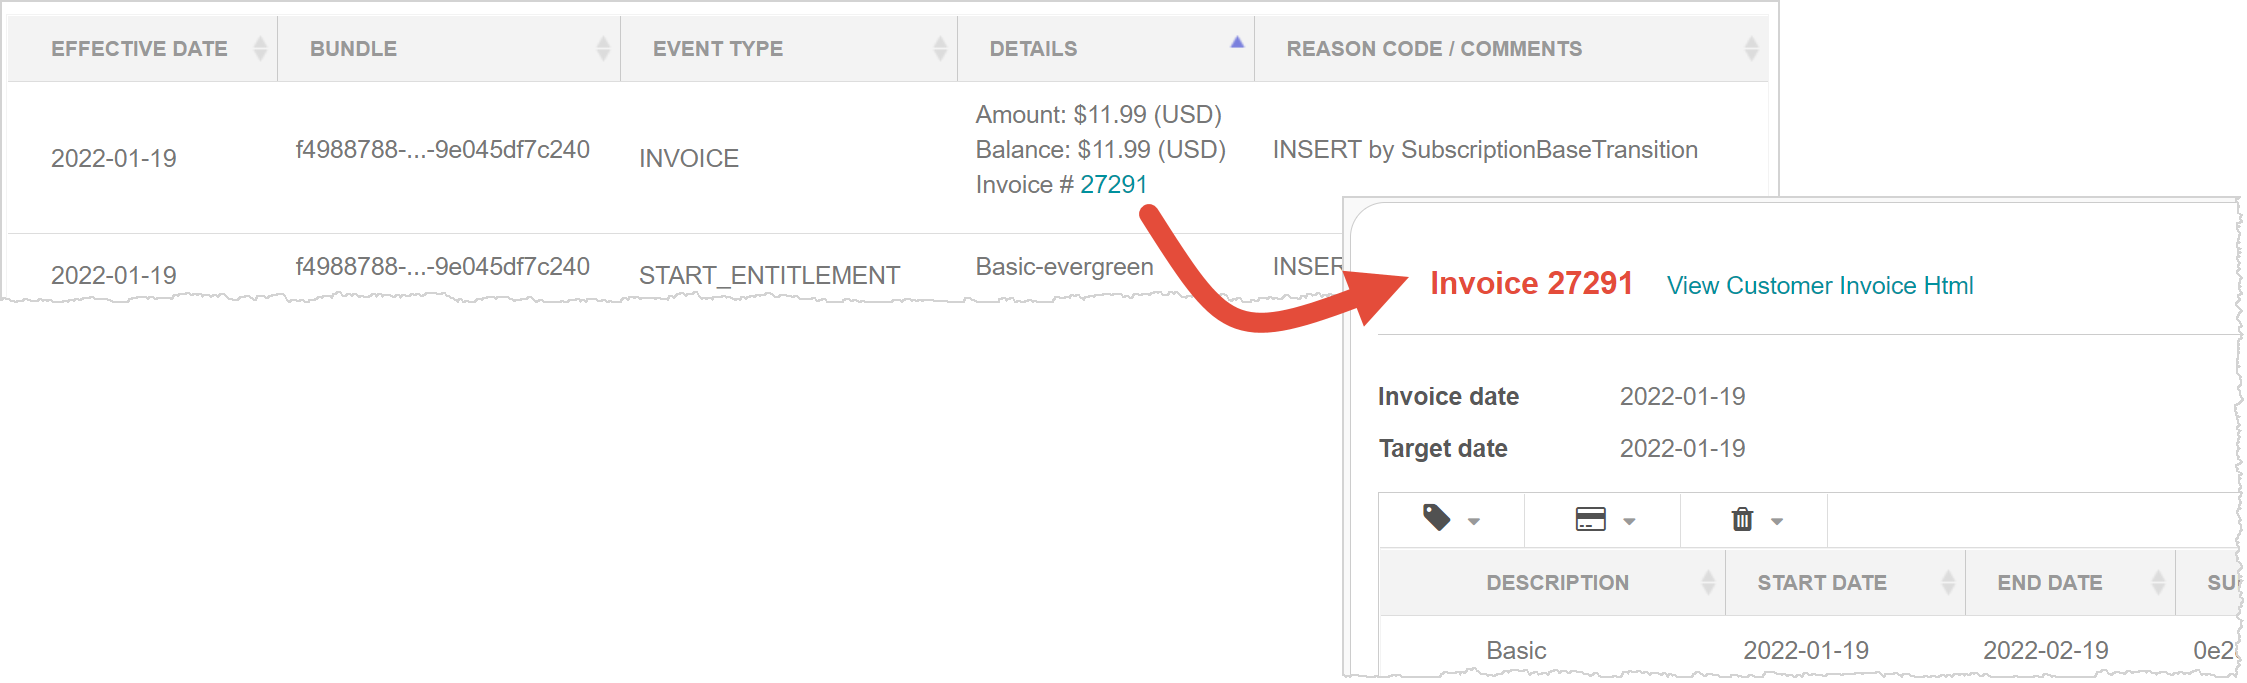 EFFECTIVE DATE BUNDLE EVENT TYPE DETAILS REASON CODE / COMMENTS
2022-01-19 f4988788-...-9e045df7c240 INVOICE Amount: $11.99 (USD) INSERT by SubscriptionBaseTransition
Balance: $11.99 (USD)
Invoice # 27291
2022-01-19 f4988788-...-9e045df7c240 START_ENTITLEMENT Basic-evergreen INSER
Invoice 27291 View Customer Invoice Html
Invoice date 2022-01-19
Target date 2022-01-19
DESCRIPTION START DATE END DATE SU
Basic 2022-01-19 2022-02-19 0e2